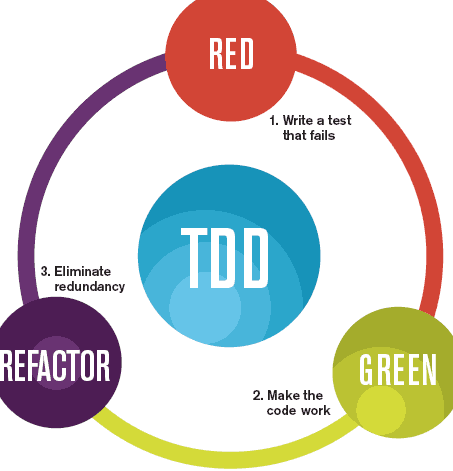 RED
1. Write a test
that fails
TDD
3. Eliminate
redundancy
REFACTOR
GREEN
2. Make the
code work